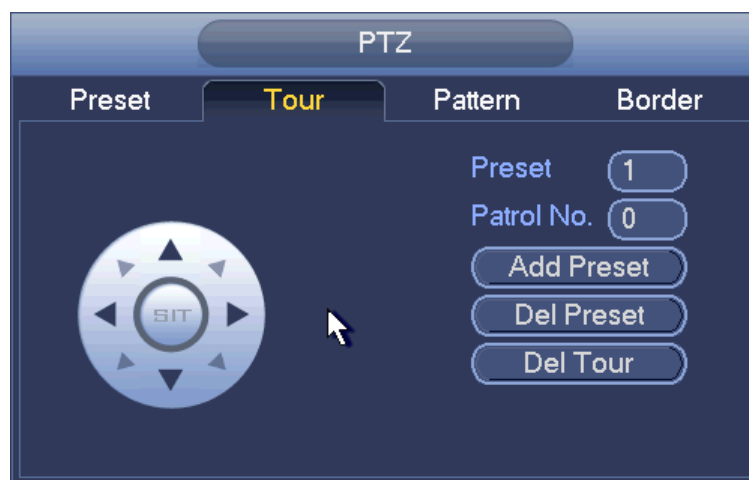 PTZ
Preset Tour Pattern Border
Preset 1
Patrol No. 0
Add Preset
SIT
Del Preset
Del Tour